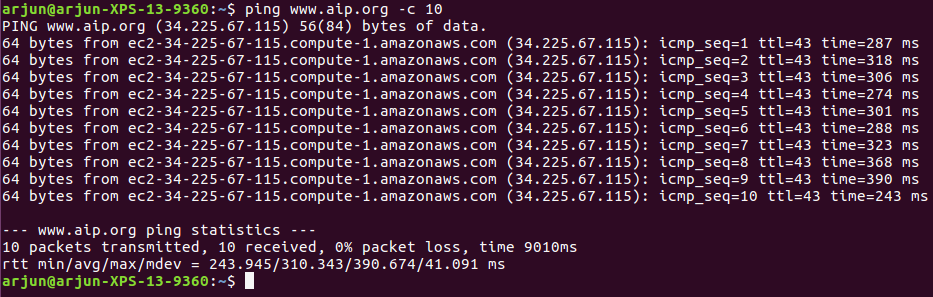 arjun@arjun-XPS-13-9360:~$ ping www.aip.org -c 10
PING www.aip.org (34.225.67.115) 56(84) bytes of data.
64 bytes from ec2-34-225-67-115.compute-1.amazonaws.com (34.225.67.115): icmp_seq=1 ttl=43 time=287 ms
64 bytes from ec2-34-225-67-115.compute-1.amazonaws.com (34.225.67.115): icmp_seq=2 ttl=43 time=318 ms
64 bytes from ec2-34-225-67-115.compute-1.amazonaws.com (34.225.67.115): icmp_seq=3 ttl=43 time=306 ms
64 bytes from ec2-34-225-67-115.compute-1.amazonaws.com (34.225.67.115): icmp_seq=4 ttl=43 time=274 ms
64 bytes from ec2-34-225-67-115.compute-1.amazonaws.com (34.225.67.115): icmp_seq=5 ttl=43 time=301 ms
64 bytes from ec2-34-225-67-115.compute-1.amazonaws.com (34.225.67.115): icmp_seq=6 ttl=43 time=288 ms
64 bytes from ec2-34-225-67-115.compute-1.amazonaws.com (34.225.67.115): icmp_seq=7 ttl=43 time=323 ms
64 bytes from ec2-34-225-67-115.compute-1.amazonaws.com (34.225.67.115): icmp_seq=8 ttl=43 time=368 ms
64 bytes from ec2-34-225-67-115.compute-1.amazonaws.com (34.225.67.115): icmp_seq=9 ttl=43 time=390 ms
64 bytes from ec2-34-225-67-115.compute-1.amazonaws.com (34.225.67.115): icmp_seq=10 ttl=43 time=243 ms
--- www.aip.org ping statistics ---
10 packets transmitted, 10 received, 0% packet loss, time 9010ms
rtt min/avg/max/mdev = 243.945/310.343/390.674/41.091 ms
arjun@arjun-XPS-13-9360:~$